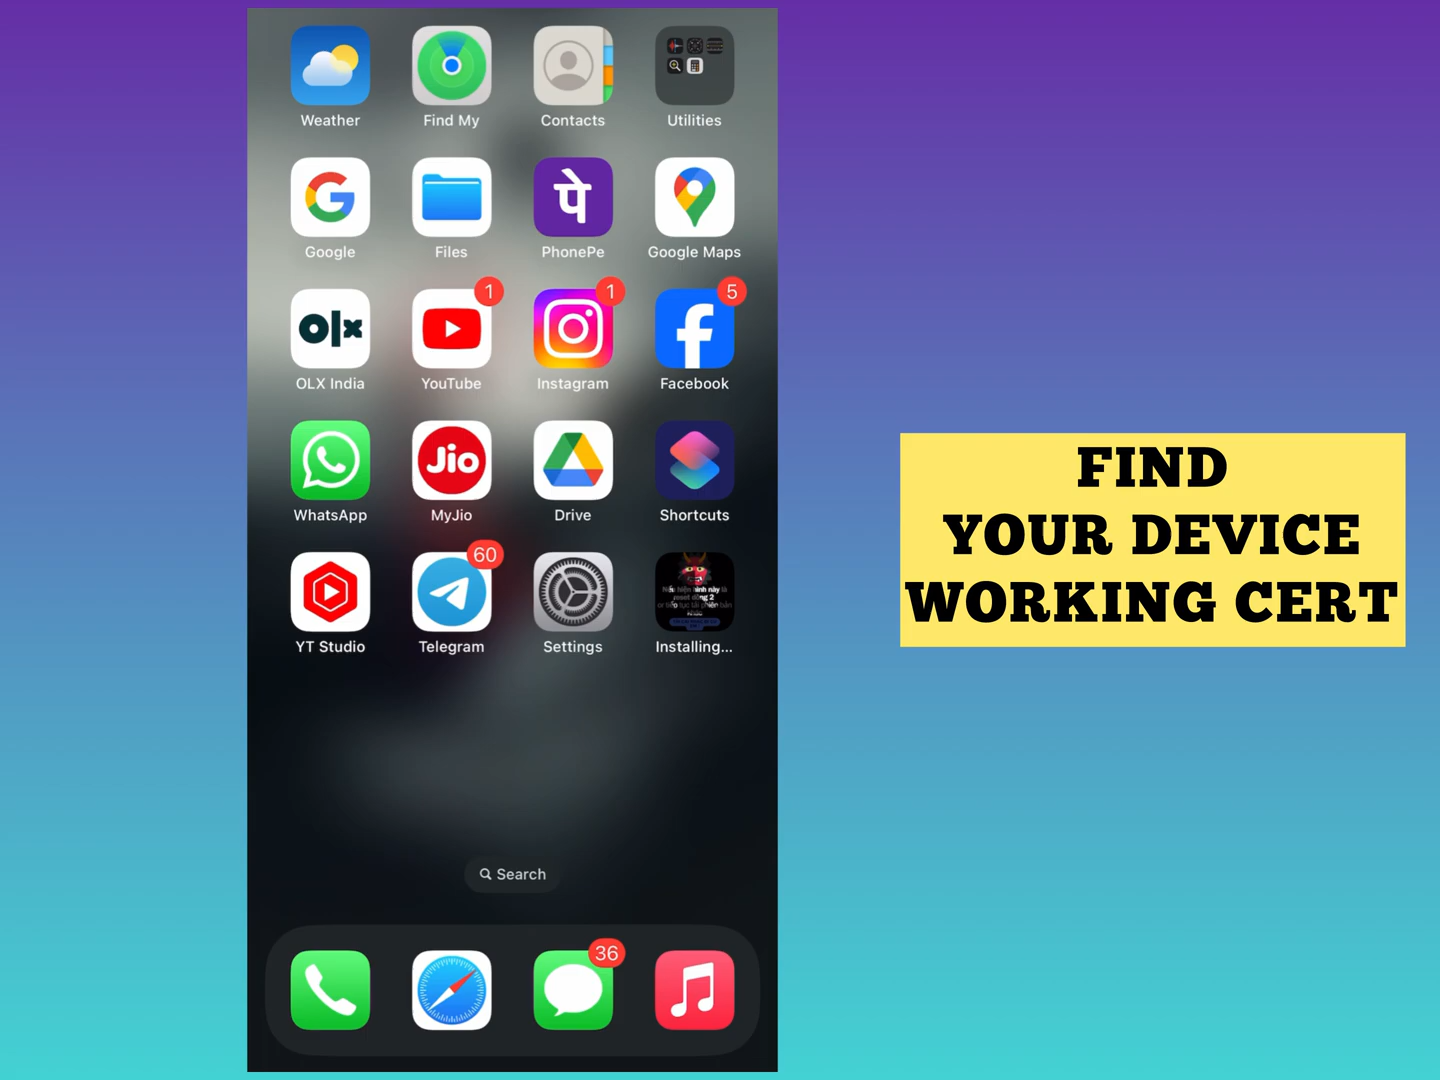 Weather
Find My
Contacts
Utilities
G
पे
Google
Files
PhonePe
Google Maps
1
1
5
olx
f
OLX India
YouTube
Instagram
Facebook
Jio
WhatsApp
MyJio
Drive
Shortcuts
60
YT Studio
Telegram
Settings
Installing...
Search
36
FIND
YOUR DEVICE
WORKING CERT